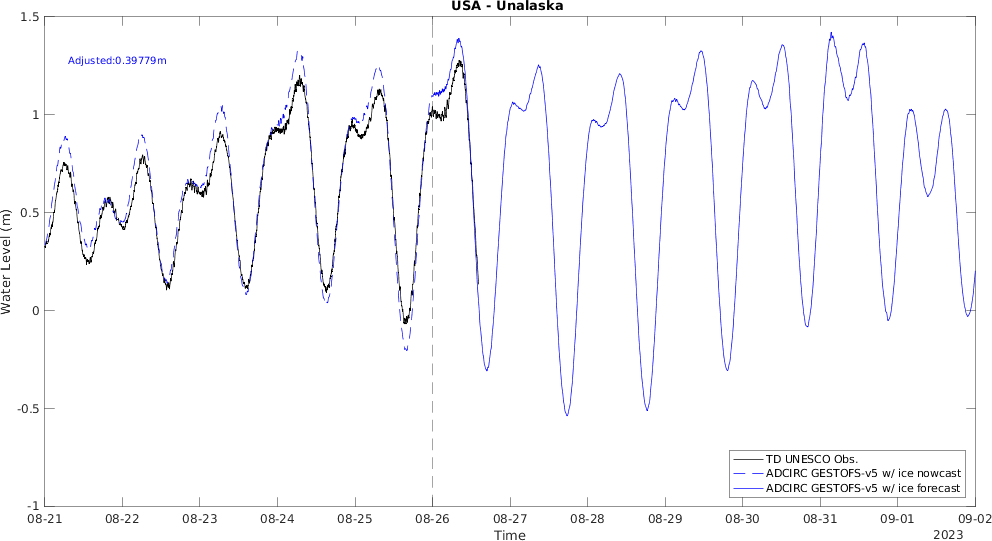 USA - Unalaska
Adjusted:0.39779m
Water Level (m)
1.5
1
0.5
0
-0.5
-1
TD UNESCO Obs.
ADCIRC GESTOFS-v5 w/ ice nowcast
ADCIRC GESTOFS-v5 w/ ice forecast
08-21 08-22 08-23 08-24 08-25 08-26 08-27 08-28 08-29 08-30 08-31 09-01 09-02
Time
2023